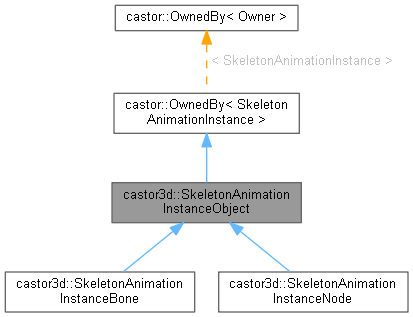 castor::OwnedBy< Owner >
< SkeletonAnimationInstance >
castor::OwnedBy< Skeleton
AnimationInstance >
castor3d::SkeletonAnimation
InstanceObject
castor3d::SkeletonAnimation
InstanceBone
castor3d::SkeletonAnimation
InstanceNode